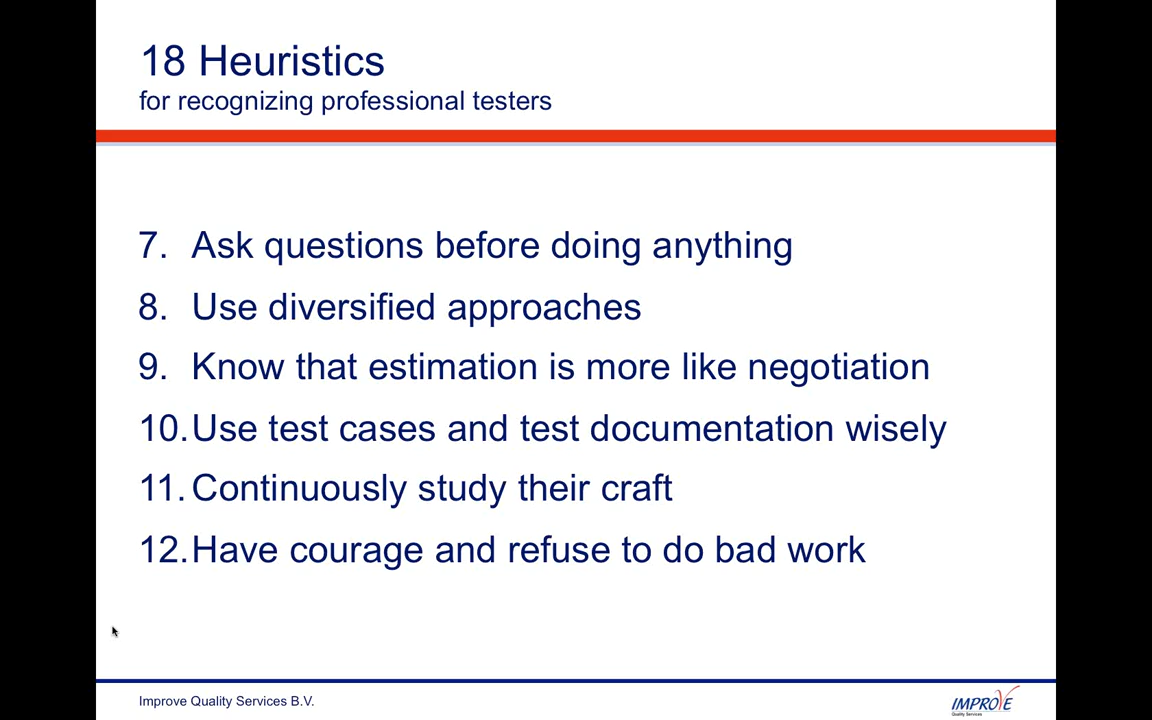 18 Heuristics
for recognizing professional testers
7. Ask questions before doing anything
8. Use diversified approaches
9. Know that estimation is more like negotiation
10. Use test cases and test documentation wisely
11. Continuously study their craft
12. Have courage and refuse to do bad work
Improve Quality Services B.V.
IMPROVE
Quality Services